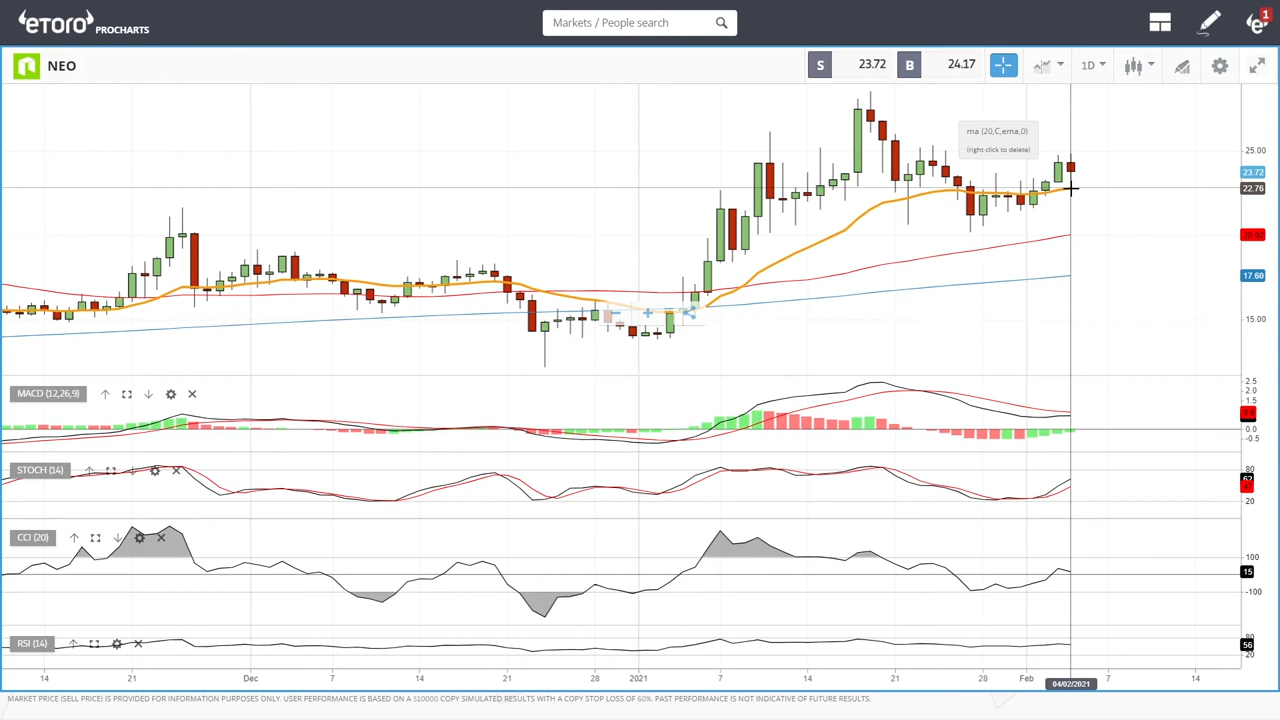 eToro PROCHARTS
Markets / People search
1
NEO
S 23.72 B 24.17
1D
ma (20,C,ema,0)
(right click to delete)
25.00
23.72
22.76
17.60
15.00
MACD (12,26,9)
2.5
2.0
1.5
0.0
-0.5
STOCH (14)
80
20
CCI (20)
100
15
-100
RSI (14)
80
56
20
14 21 Dec 7 14 21 28 2021 7 14 21 28 Feb 7 14
04/02/2021
MARKET PRICE (SELL PRICE) IS PROVIDED FOR INFORMATION PURPOSES ONLY. USER PERFORMANCE IS BASED ON A $10000 COPY SIMULATED RESULTS WITH A COPY STOP LOSS OF 60%. PAST PERFORMANCE IS NOT INDICATIVE OF FUTURE RESULTS.